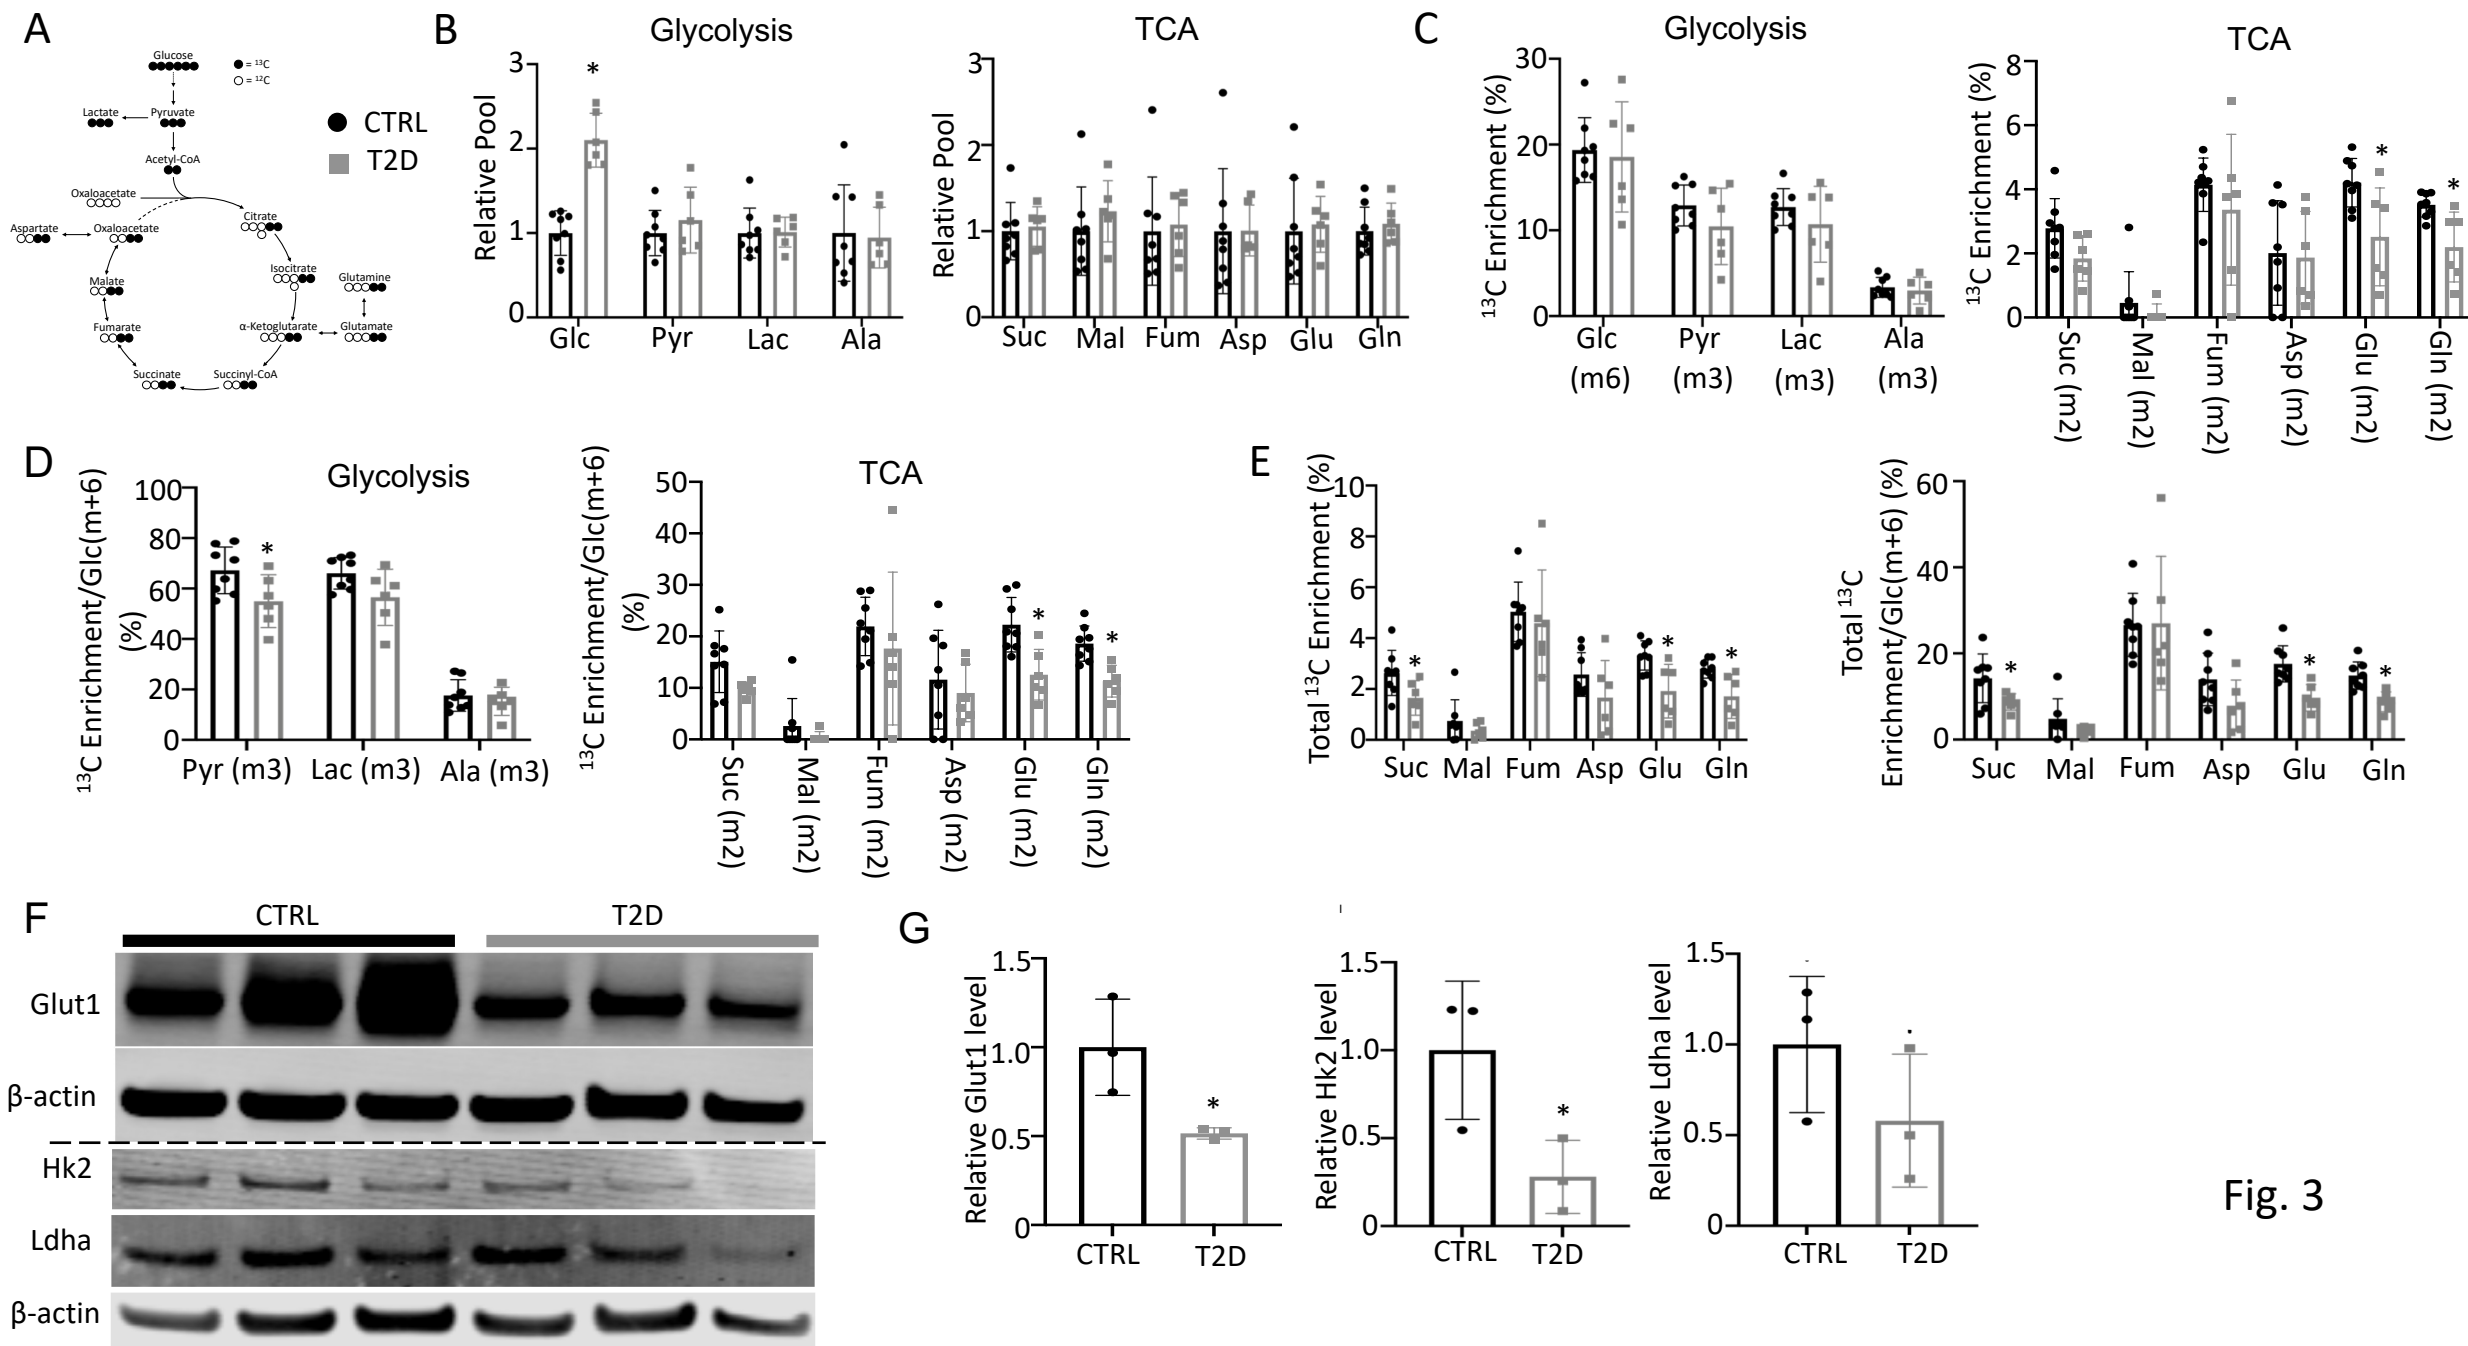 A
Glucose
= ¹³C
= ¹²C
Lactate
Pyruvate
Acetyl-CoA
Oxaloacetate
Aspartate
Oxaloacetate
Citrate
Isocitrate
Glutamine
Malate
Fumarate
α-Ketoglutarate
Glutamate
Succinate
Succinyl-CoA
CTRL
T2D
B
Glycolysis
Relative Pool
3
2
1
0
*
Glc
Pyr
Lac
Ala
TCA
Relative Pool
3
2
1
0
Suc
Mal
Fum
Asp
Glu
Gln
C
Glycolysis
¹³C Enrichment (%)
30
20
10
0
Glc
(m6)
Pyr
(m3)
Lac
(m3)
Ala
(m3)
TCA
¹³C Enrichment (%)
8
6
4
2
0
*
*
Suc (m2)
Mal (m2)
Fum (m2)
Asp (m2)
Glu (m2)
Gln (m2)
D
Glycolysis
¹³C Enrichment/Glc(m+6)
(%)
100
80
60
40
20
0
*
Pyr (m3)
Lac (m3)
Ala (m3)
TCA
¹³C Enrichment/Glc(m+6)
(%)
50
40
30
20
10
0
*
*
Suc (m2)
Mal (m2)
Fum (m2)
Asp (m2)
Glu (m2)
Gln (m2)
E
Total ¹³C Enrichment (%)
10
8
6
4
2
0
*
*
*
Suc
Mal
Fum
Asp
Glu
Gln
Total ¹³C
Enrichment/Glc(m+6) (%)
60
40
20
0
*
*
*
Suc
Mal
Fum
Asp
Glu
Gln
F
CTRL
T2D
Glut1
β-actin
Hk2
Ldha
β-actin
G
Relative Glut1 level
1.5
1.0
0.5
0
*
CTRL
T2D
Relative Hk2 level
1.5
1.0
0.5
0
*
CTRL
T2D
Relative Ldha level
1.5
1.0
0.5
0
CTRL
T2D
Fig. 3